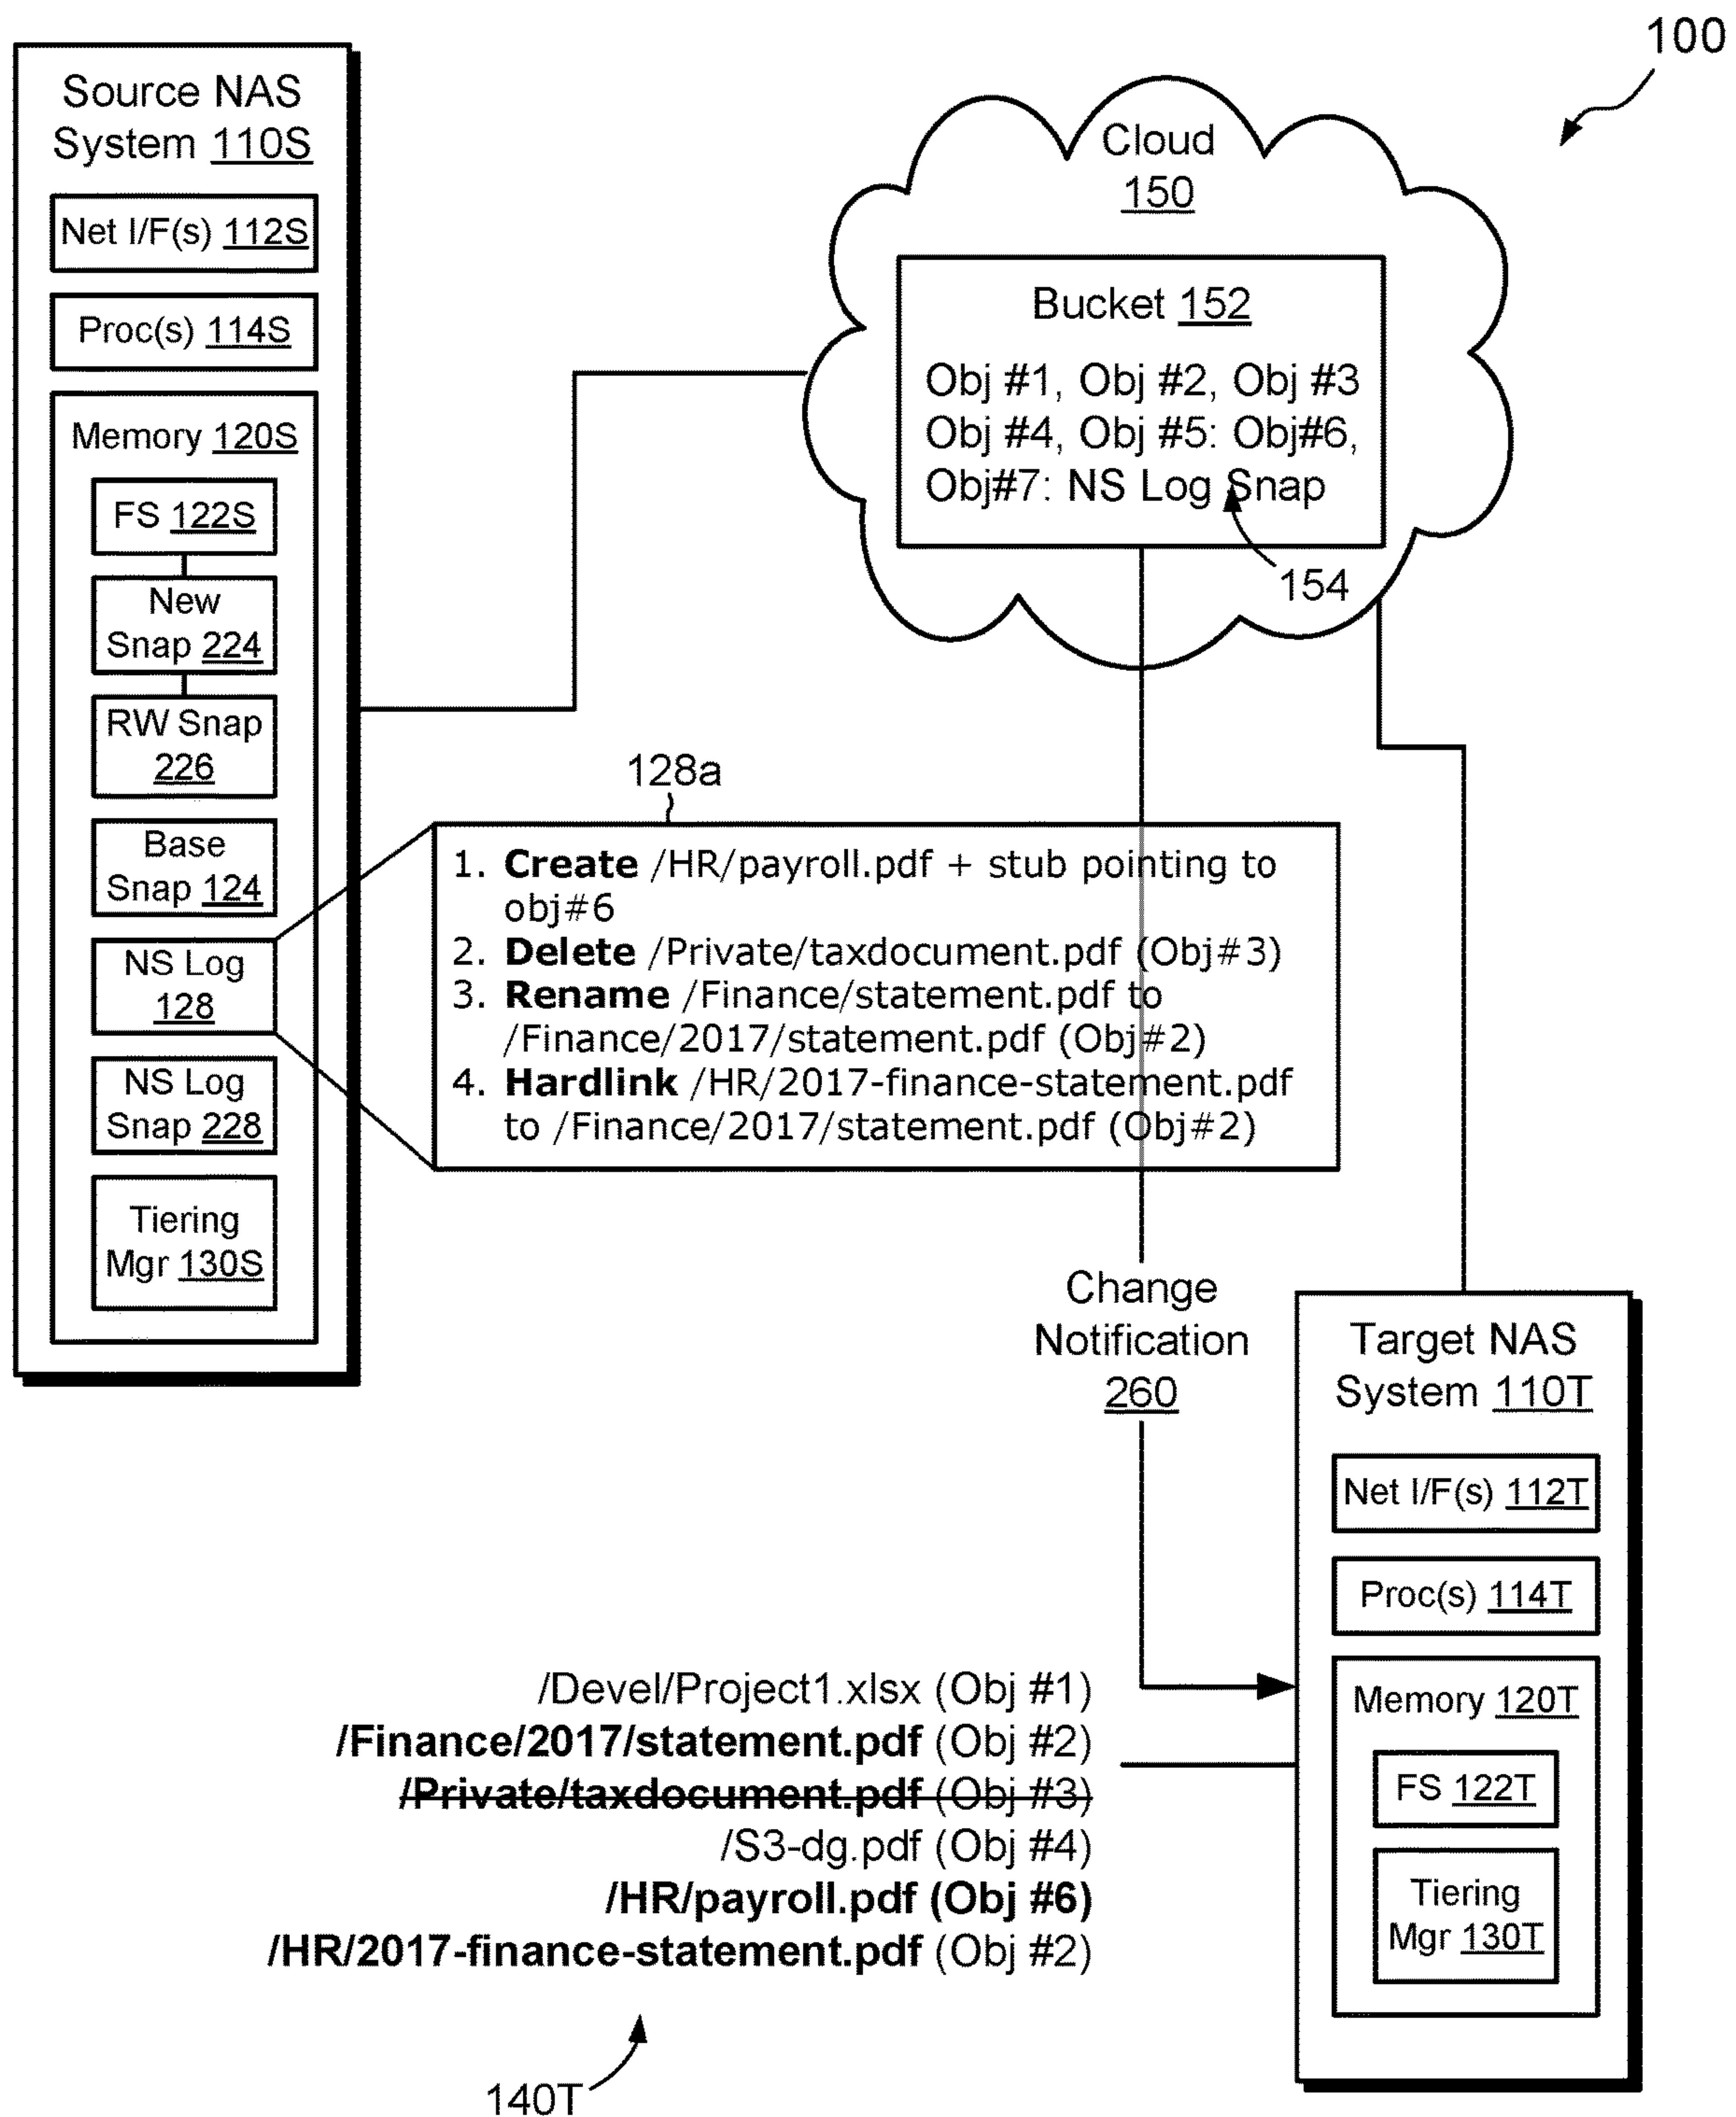 100
Source NAS
System 110S
Net I/F(s) 112S
Proc(s) 114S
Memory 120S
FS 122S
New
Snap 224
RW Snap
226
Base
Snap 124
NS Log
128
NS Log
Snap 228
Tiering
Mgr 130S
Cloud
150
Bucket 152
Obj #1, Obj #2, Obj #3
Obj #4, Obj #5: Obj#6,
Obj#7: NS Log Snap
154
128a
1. Create /HR/payroll.pdf + stub pointing to
obj#6
2. Delete /Private/taxdocument.pdf (Obj#3)
3. Rename /Finance/statement.pdf to
/Finance/2017/statement.pdf (Obj#2)
4. Hardlink /HR/2017-finance-statement.pdf
to /Finance/2017/statement.pdf (Obj#2)
Change
Notification
260
Target NAS
System 110T
Net I/F(s) 112T
Proc(s) 114T
Memory 120T
FS 122T
Tiering
Mgr 130T
/Devel/Project1.xlsx (Obj #1)
/Finance/2017/statement.pdf (Obj #2)
/Private/taxdocument.pdf (Obj #3)
/S3-dg.pdf (Obj #4)
/HR/payroll.pdf (Obj #6)
/HR/2017-finance-statement.pdf (Obj #2)
140T